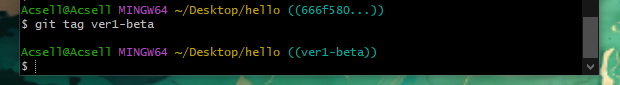 Acsell@Acsell MINGW64 ~/Desktop/hello ((666f580...))
$ git tag ver1-beta
Acsell@Acsell MINGW64 ~/Desktop/hello ((ver1-beta))
$